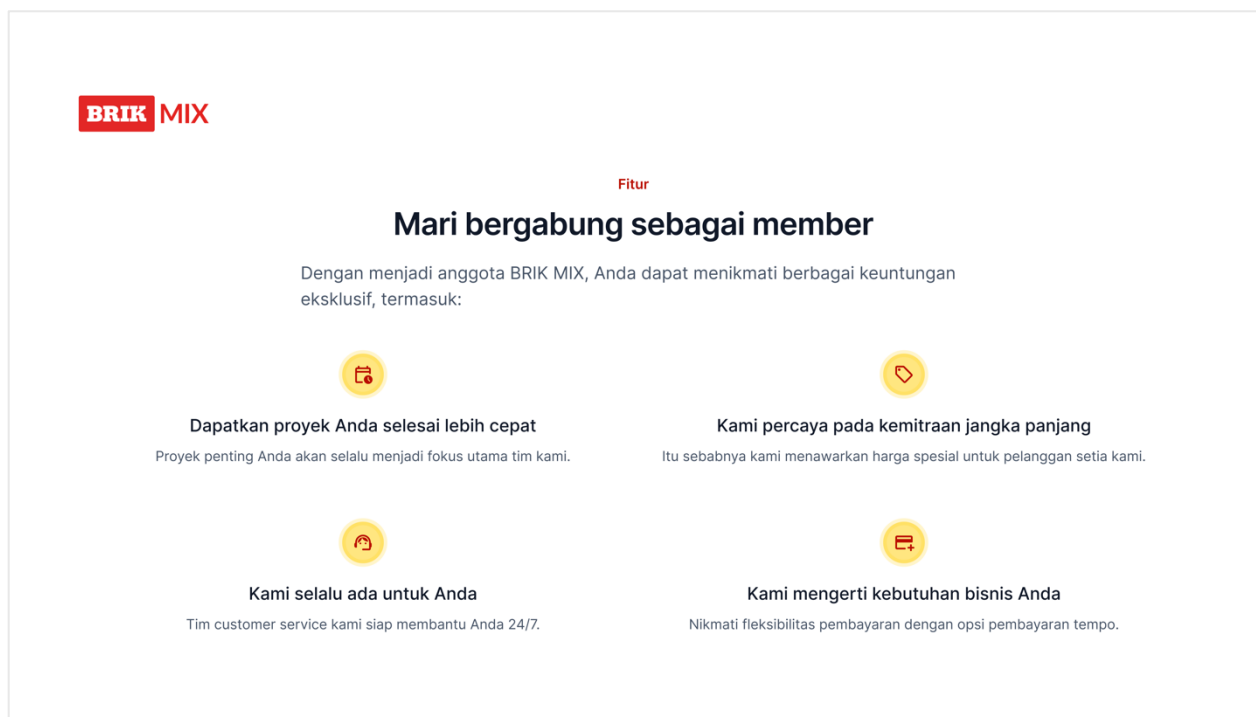 BRIK MIX
Fitur
Mari bergabung sebagai member
Dengan menjadi anggota BRIK MIX, Anda dapat menikmati berbagai keuntungan
eksklusif, termasuk:
Dapatkan proyek Anda selesai lebih cepat
Proyek penting Anda akan selalu menjadi fokus utama tim kami.
Kami percaya pada kemitraan jangka panjang
Itu sebabnya kami menawarkan harga spesial untuk pelanggan setia kami.
Kami selalu ada untuk Anda
Tim customer service kami siap membantu Anda 24/7.
Kami mengerti kebutuhan bisnis Anda
Nikmati fleksibilitas pembayaran dengan opsi pembayaran tempo.